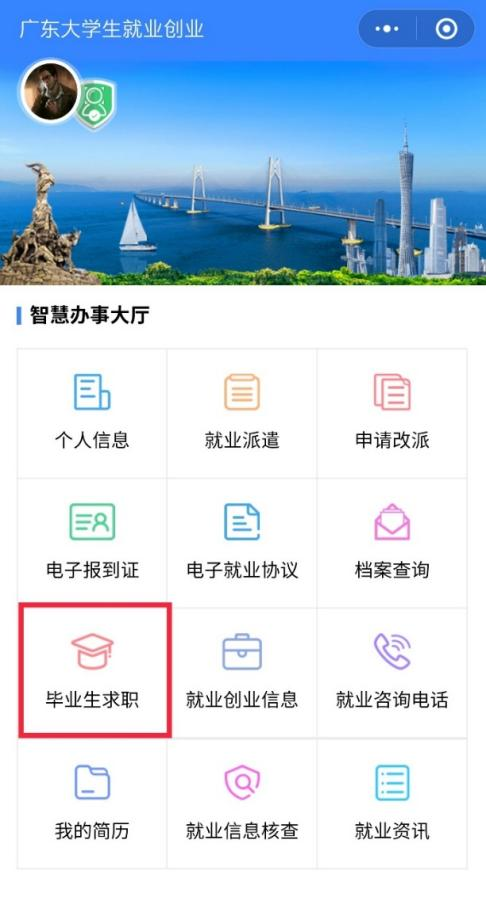 广东大学生就业创业
智慧办事大厅
个人信息
就业派遣
申请改派
电子报到证
电子就业协议
档案查询
毕业生求职
就业创业信息
就业咨询电话
我的简历
就业信息核查
就业资讯